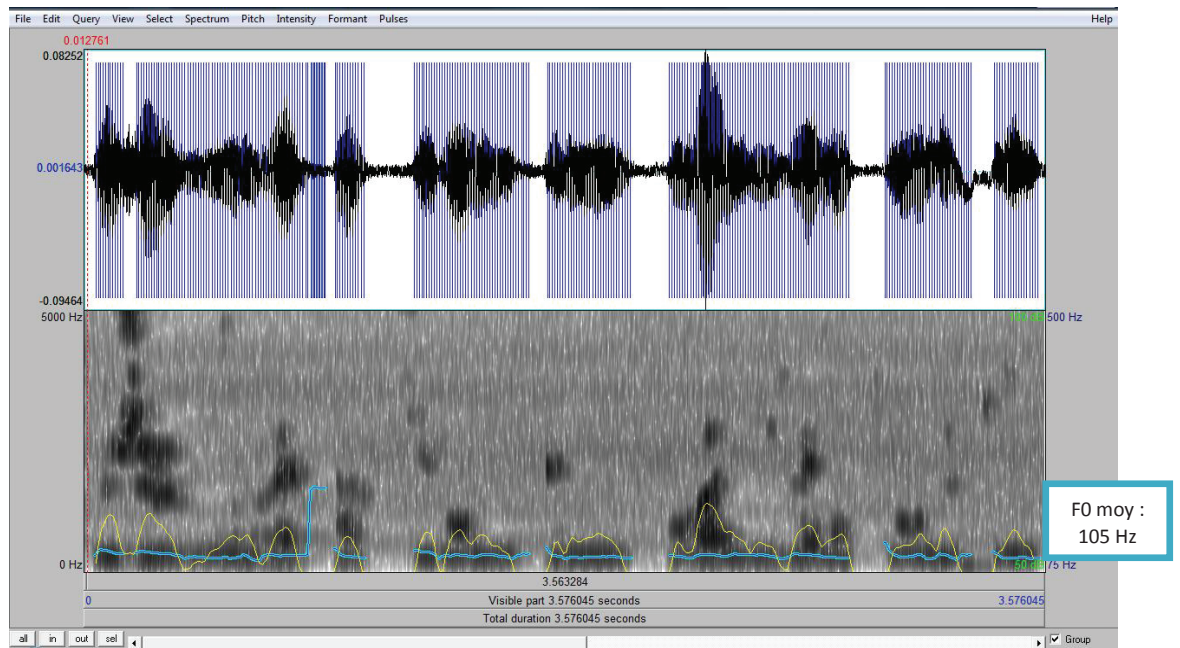 File Edit Query View Select Spectrum Pitch Intensity Formant Pulses Help
0.012761
0.08252
0.001643
-0.09464
5000 Hz
500 Hz
F0 moy :
105 Hz
0 Hz
50 dB
75 Hz
3.563284
0 Visible part 3.576045 seconds 3.576045
Total duration 3.576045 seconds
all in out sel Group